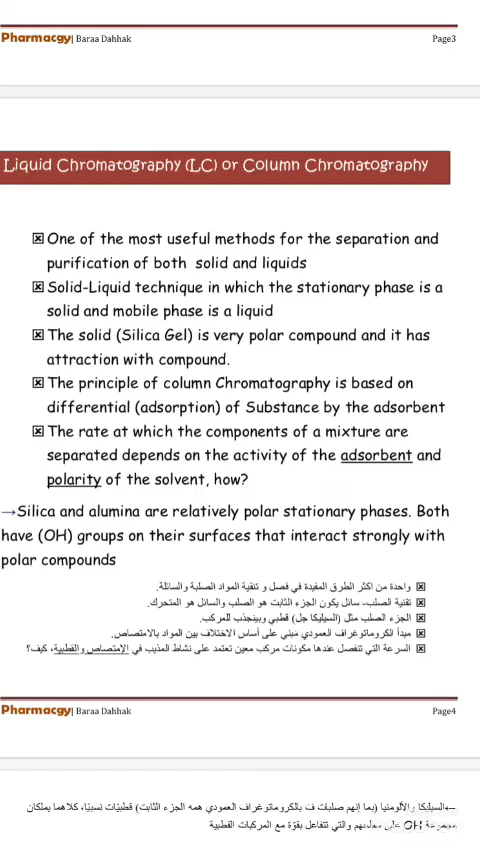 Pharmacgy| Baraa Dahhak Page3
Liquid Chromatography (LC) or Column Chromatography
☒ One of the most useful methods for the separation and
purification of both solid and liquids
☒ Solid-Liquid technique in which the stationary phase is a
solid and mobile phase is a liquid
☒ The solid (Silica Gel) is very polar compound and it has
attraction with compound.
☒ The principle of column Chromatography is based on
differential (adsorption) of Substance by the adsorbent
☒ The rate at which the components of a mixture are
separated depends on the activity of the adsorbent and
polarity of the solvent, how?
→Silica and alumina are relatively polar stationary phases. Both
have (OH) groups on their surfaces that interact strongly with
polar compounds
☒ واحدة من اكثر الطرق المفيدة في فصل و تنقية المواد الصلبة والسائلة.
☒ تقنية الصلب- سائل يكون الجزء الثابت هو الصلب والسائل هو المتحرك.
☒ الجزء الصلب مثل (السيليكا جل) قطبي وبينجذب للمركب.
☒ مبدأ الكروماتوغراف العمودي مَبني على أساس الاختلاف بين المواد بالامتصاص.
☒ السرعة التي تنفصل عندها مكونات مركب معين تعتمد على نشاط المذيب في الامتصاص والقطبية، كيف؟
Pharmacgy| Baraa Dahhak Page4
→السيليكا والألومنيا (بما إنهم صلبات ف بالكروماتوغراف العمودي همه الجزء الثابت) قطبيّات نسبيًا، كلاهما يملكان
مجموعة OH على والتي تتفاعل بقوّة مع المركبات القطبية